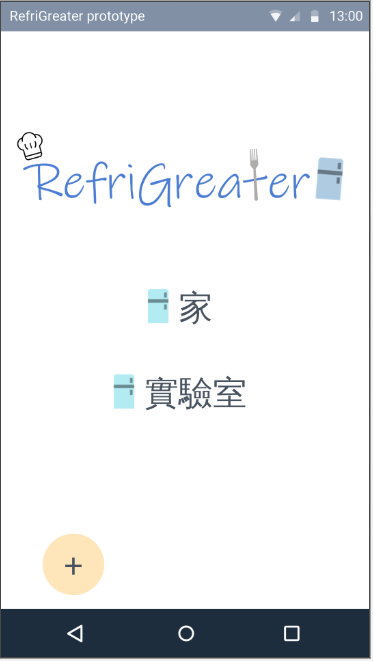 RefriGreater prototype 13:00
RefriGreater
家
實驗室
+